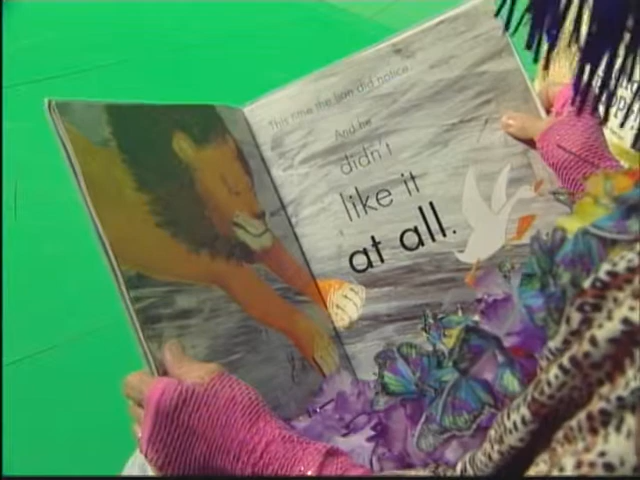 This time the lion did notice.
And he
didn't
like it
at all.